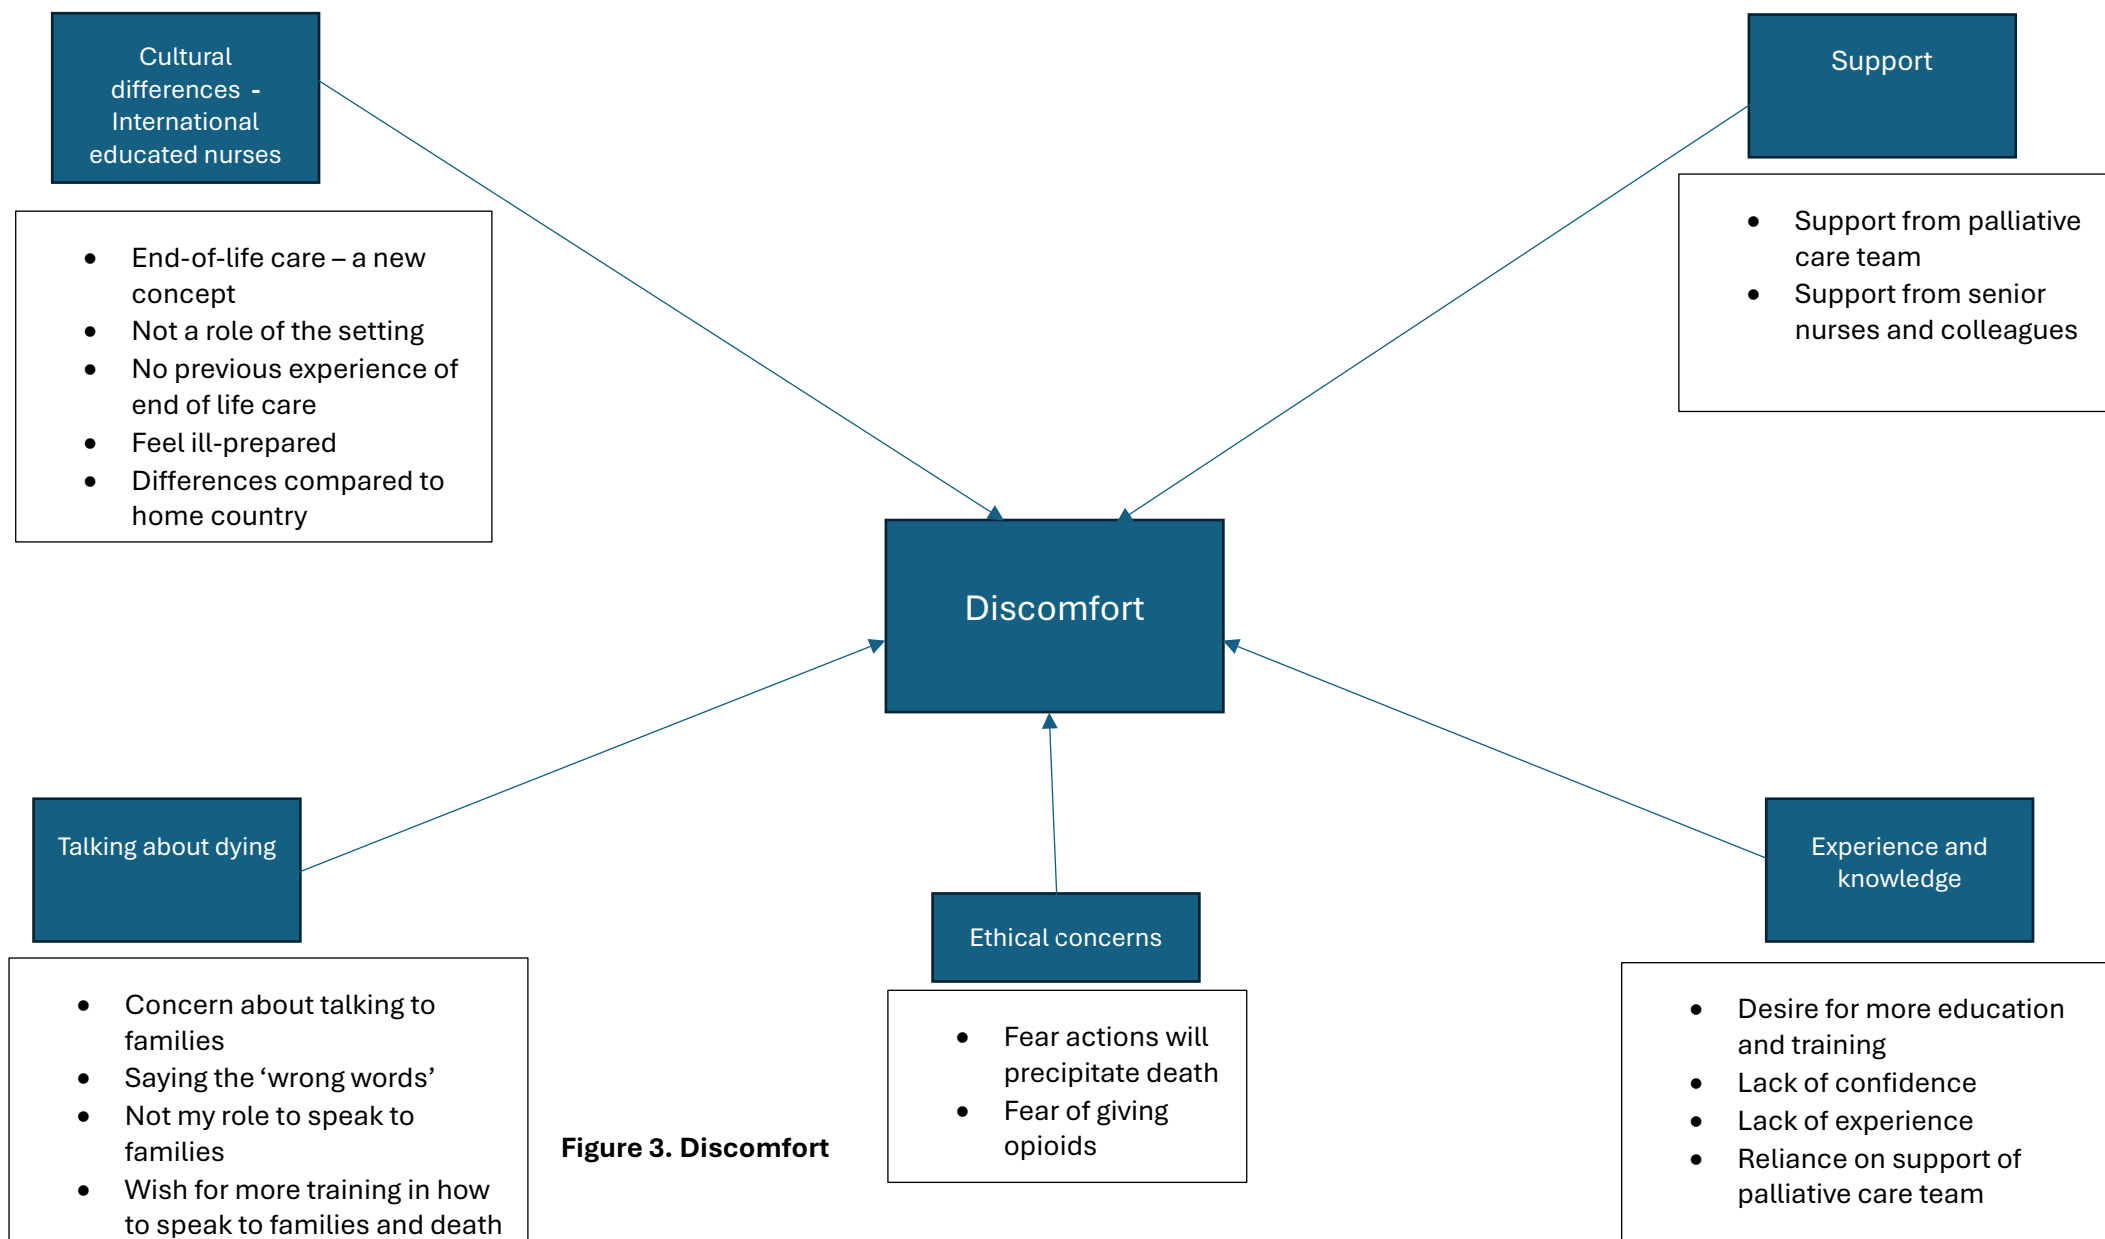 Cultural
differences -
International
educated nurses
• End-of-life care – a new
concept
• Not a role of the setting
• No previous experience of
end of life care
• Feel ill-prepared
• Differences compared to
home country
Support
• Support from palliative
care team
• Support from senior
nurses and colleagues
Discomfort
Talking about dying
• Concern about talking to
families
• Saying the ‘wrong words’
• Not my role to speak to
families
• Wish for more training in how
to speak to families and death
Ethical concerns
• Fear actions will
precipitate death
• Fear of giving
opioids
Experience and
knowledge
• Desire for more education
and training
• Lack of confidence
• Lack of experience
• Reliance on support of
palliative care team
Figure 3. Discomfort